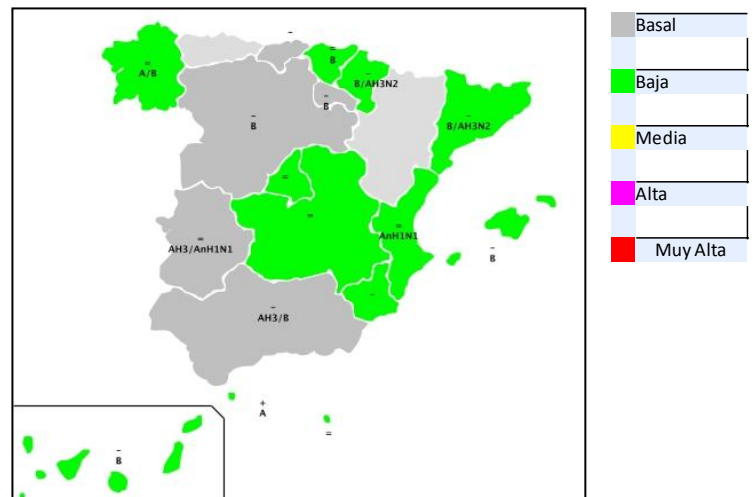 –
=
A/B
=
B
–
B/AH3N2
–
B
–
B
–
B/AH3N2
=
=
=
AH3/AnH1N1
=
AnH1N1
–
B
–
–
AH3/B
+
A
=
–
B
Basal
Baja
Media
Alta
Muy Alta